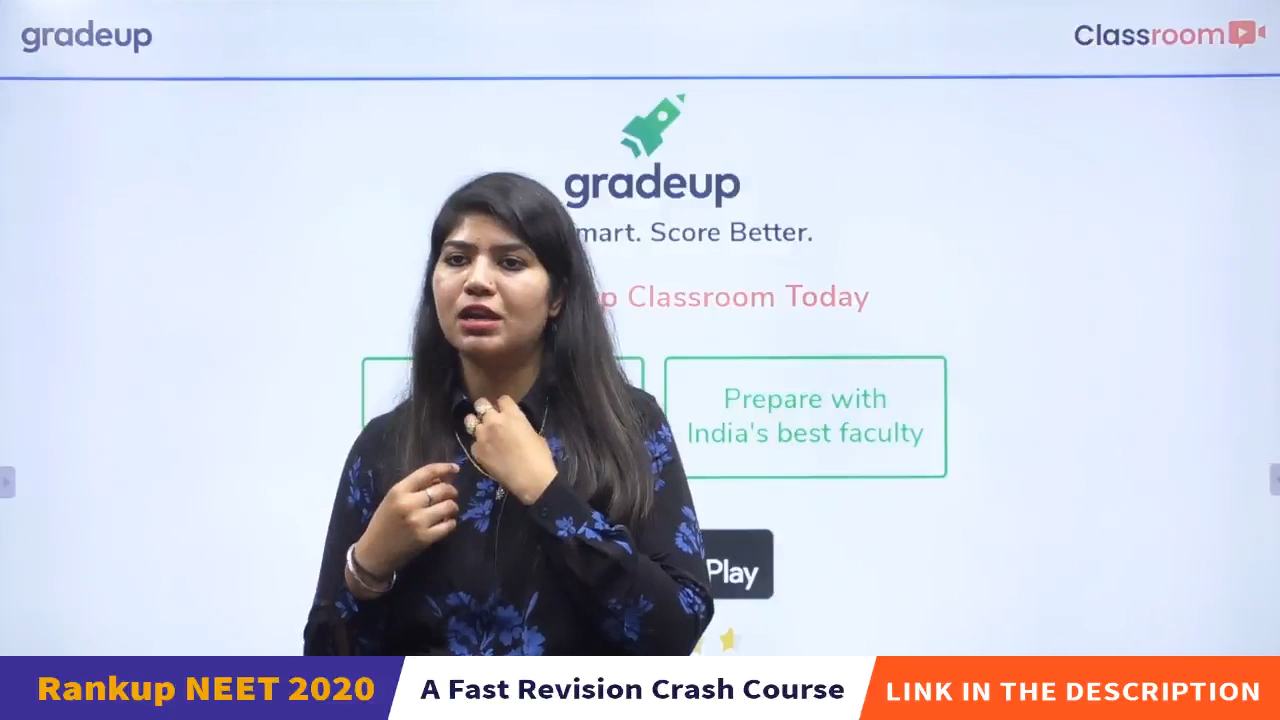 gradeup
Classroom
gradeup
mart. Score Better.
p Classroom Today
Prepare with
India's best faculty
Play
Rankup NEET 2020
A Fast Revision Crash Course
LINK IN THE DESCRIPTION